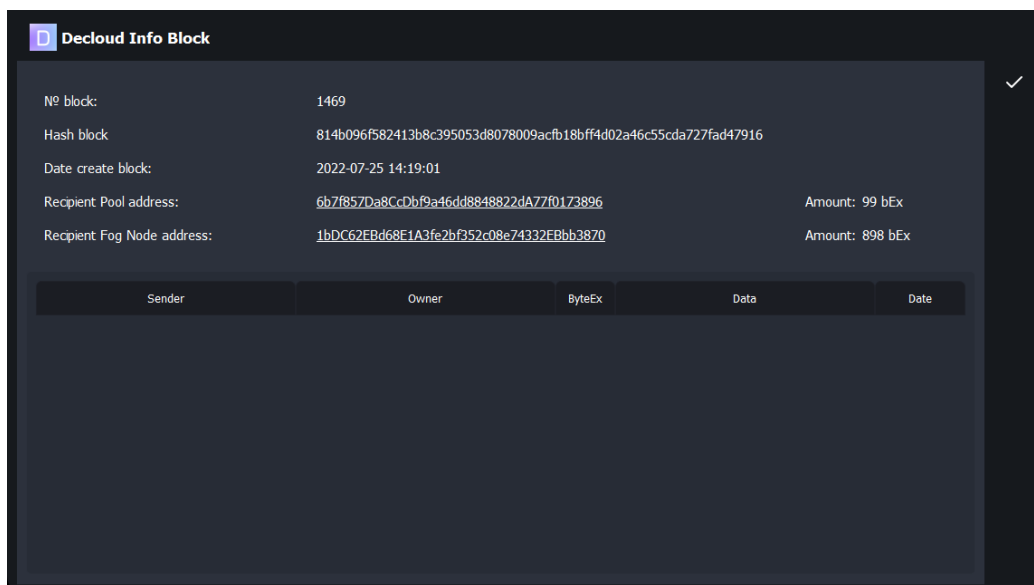 Decloud Info Block
Nº block: 1469
Hash block 814b096f582413b8c395053d8078009acfb18bff4d02a46c55cda727fad47916
Date create block: 2022-07-25 14:19:01
Recipient Pool address: 6b7f857Da8CcDbf9a46dd8848822dA77f0173896 Amount: 99 bEx
Recipient Fog Node address: 1bDC62EBd68E1A3fe2bf352c08e74332EBbb3870 Amount: 898 bEx
Sender Owner ByteEx Data Date